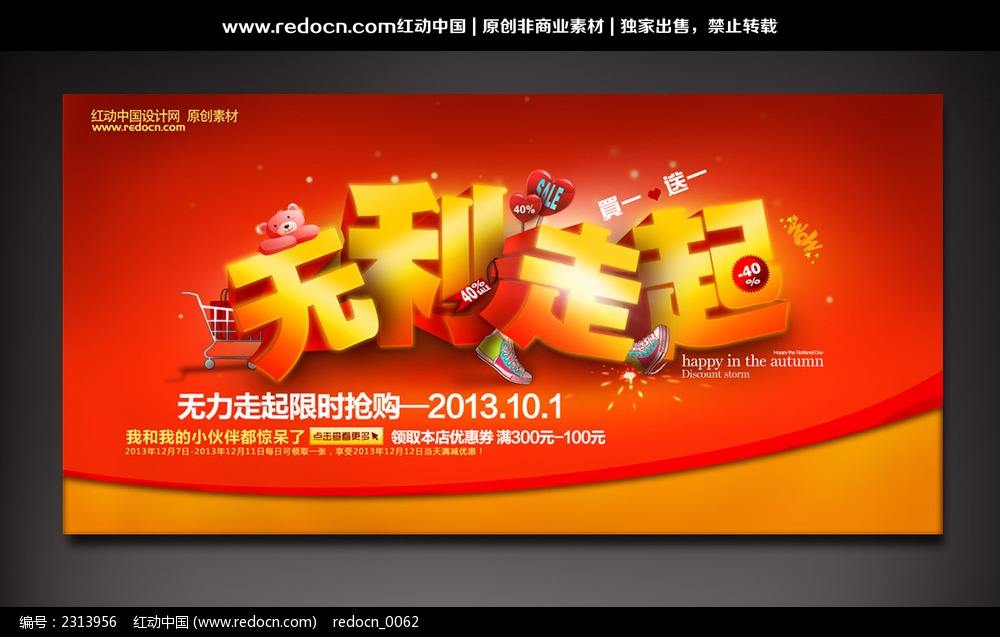 www.redocn.com红动中国 | 原创非商业素材 | 独家出售，禁止转载
红动中国设计网 原创素材
www.redocn.com
无利走起
SALE
40%
買一送一
WOW
40%
SALE
-40
%
Happy the National Day
happy in the autumn
Discount storm
无力走起限时抢购—2013.10.1
我和我的小伙伴都惊呆了 点击查看更多 领取本店优惠券 满300元-100元
2013年12月7日-2013年12月11日每日可领取一张，享受2013年12月12日当天满减优惠！
编号：2313956 红动中国 (www.redocn.com) redocn_0062